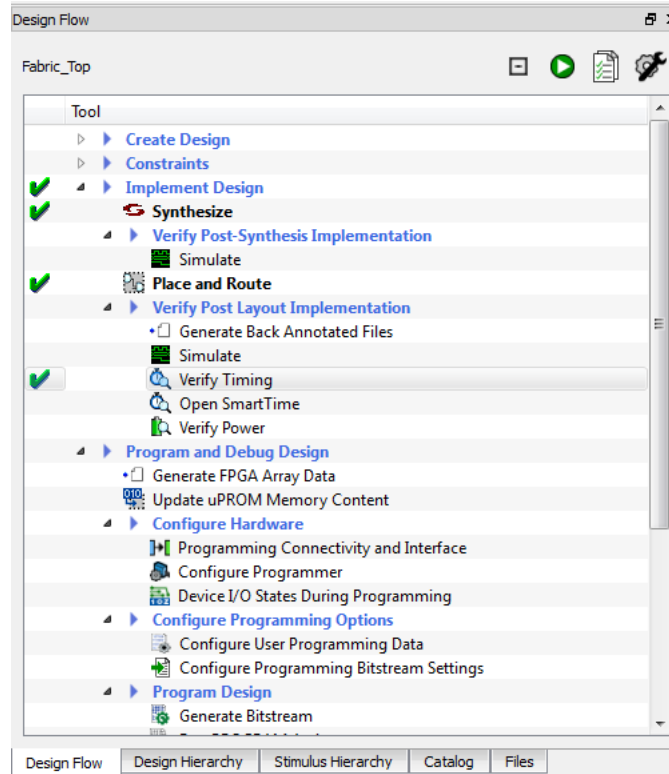 Design Flow
Fabric_Top
Tool
Create Design
Constraints
Implement Design
Synthesize
Verify Post-Synthesis Implementation
Simulate
Place and Route
Verify Post Layout Implementation
Generate Back Annotated Files
Simulate
Verify Timing
Open SmartTime
Verify Power
Program and Debug Design
Generate FPGA Array Data
Update uPROM Memory Content
Configure Hardware
Programming Connectivity and Interface
Configure Programmer
Device I/O States During Programming
Configure Programming Options
Configure User Programming Data
Configure Programming Bitstream Settings
Program Design
Generate Bitstream
Design Flow Design Hierarchy Stimulus Hierarchy Catalog Files